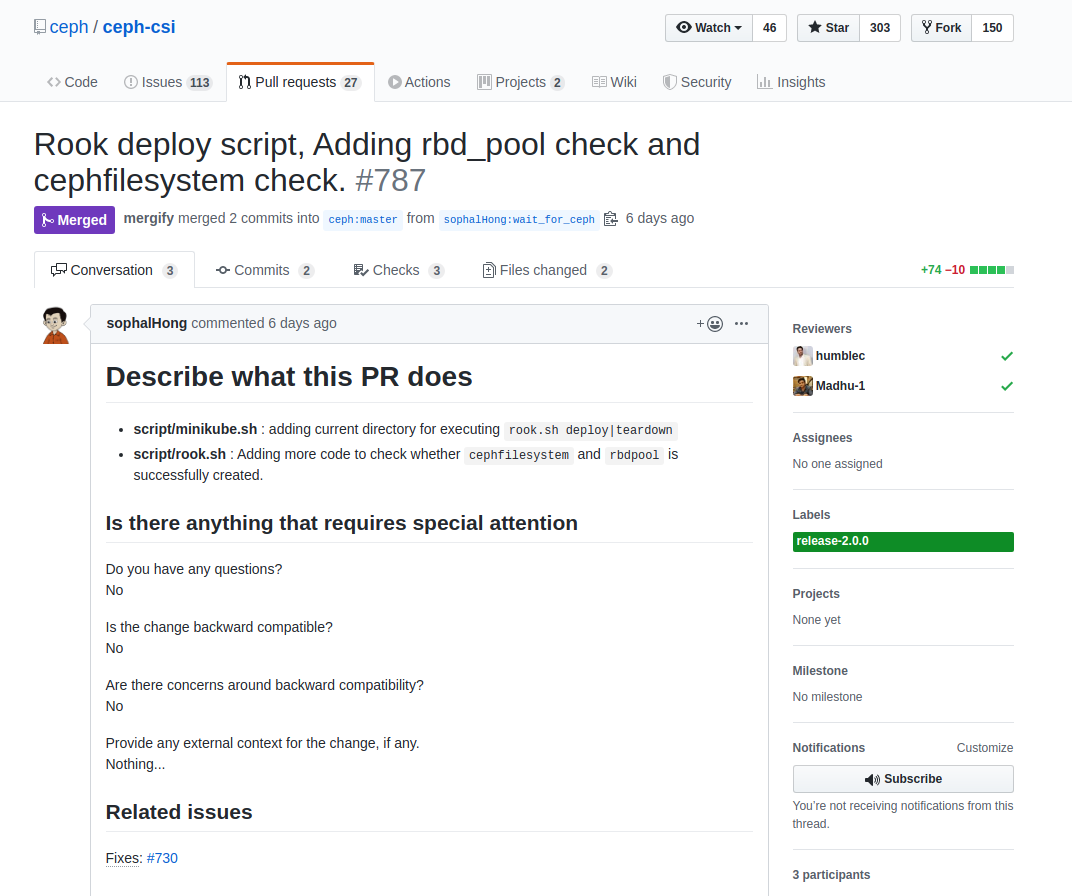 ceph / ceph-csi
Watch 46 Star 303 Fork 150
Code Issues 113 Pull requests 27 Actions Projects 2 Wiki Security Insights
Rook deploy script, Adding rbd_pool check and
cephfilesystem check. #787
Merged mergify merged 2 commits into ceph:master from sophalHong:wait_for_ceph 6 days ago
Conversation 3 Commits 2 Checks 3 Files changed 2 +74 −10
sophalHong commented 6 days ago
Describe what this PR does
• script/minikube.sh : adding current directory for executing rook.sh deploy|teardown
• script/rook.sh : Adding more code to check whether cephfilesystem and rbdpool is
successfully created.
Is there anything that requires special attention
Do you have any questions?
No
Is the change backward compatible?
No
Are there concerns around backward compatibility?
No
Provide any external context for the change, if any.
Nothing...
Related issues
Fixes: #730
Reviewers
humblec
Madhu-1
Assignees
No one assigned
Labels
release-2.0.0
Projects
None yet
Milestone
No milestone
Notifications Customize
Subscribe
You're not receiving notifications from this
thread.
3 participants